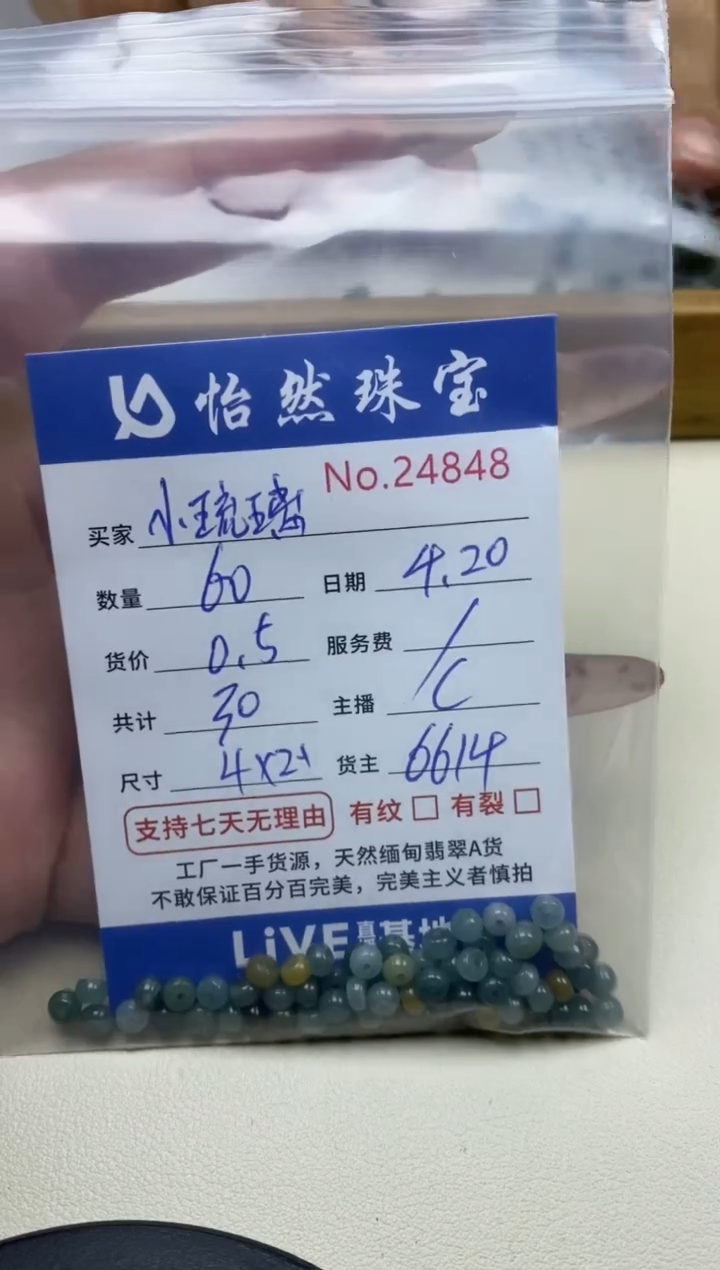 怡然珠宝
No.24848
买家 小琉璃
数量 60 日期 4.20
货价 0.5 服务费 /
共计 30 主播 C
尺寸 4x2+ 货主 6614
支持七天无理由 有纹 □ 有裂 □
工厂一手货源，天然缅甸翡翠A货
不敢保证百分百完美，完美主义者慎拍
LiVE 直播基地